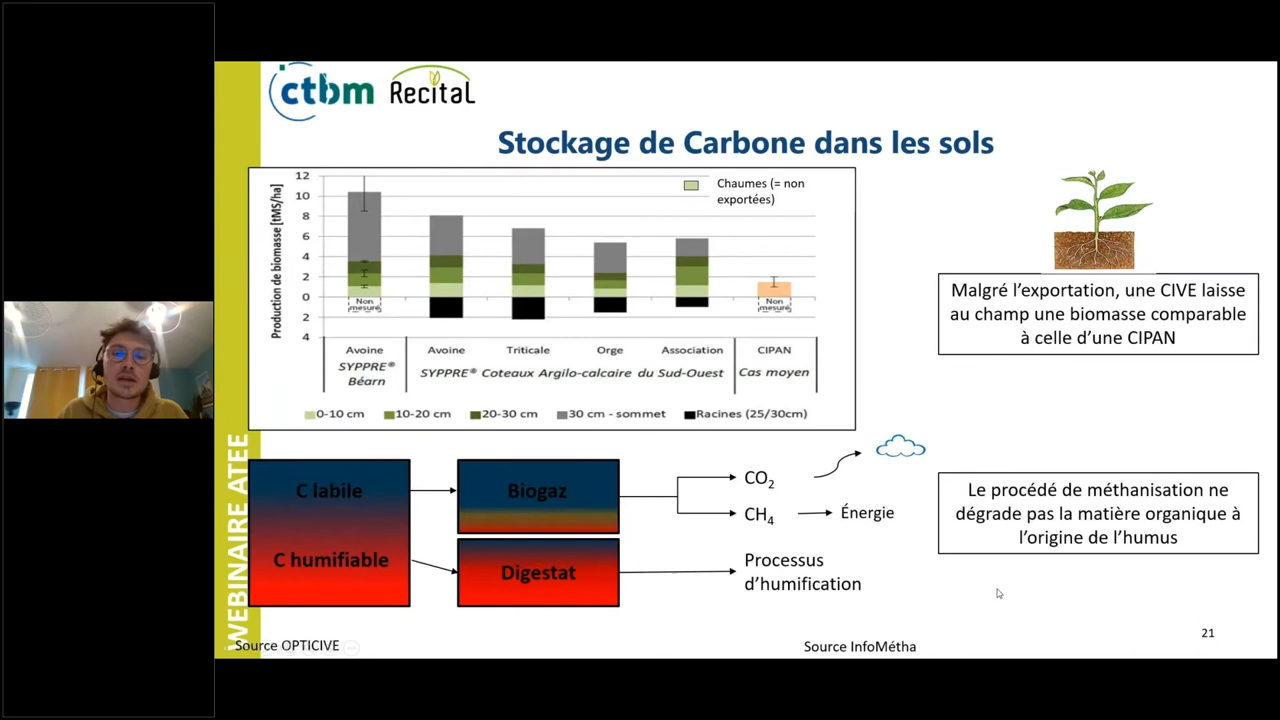 ctbm RécitaL
Stockage de Carbone dans les sols
Production de biomasse [tMS/ha]
12
10
8
6
4
2
0
2
4
Chaumes (= non
exportées)
Non
mesuré
Non
mesuré
Avoine Avoine Triticale Orge Association CIPAN
SYPPRE® SYPPRE® Coteaux Argilo-calcaire du Sud-Ouest Cas moyen
Béarn
0-10 cm 10-20 cm 20-30 cm 30 cm - sommet Racines (25/30cm)
Malgré l'exportation, une CIVE laisse
au champ une biomasse comparable
à celle d'une CIPAN
C labile
C humifiable
Biogaz
Digestat
CO₂
CH₄
Énergie
Processus
d'humification
Le procédé de méthanisation ne
dégrade pas la matière organique à
l'origine de l'humus
WEBINAIRE ATEE
Source OPTICIVE
Source InfoMétha
21